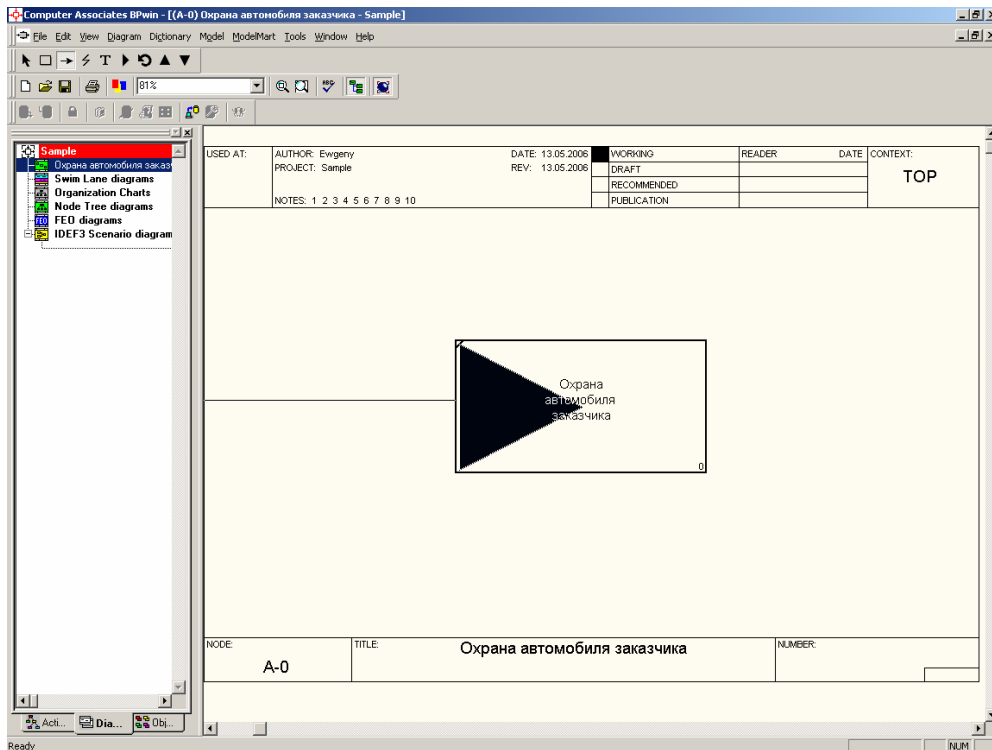 Computer Associates BPwin - [(A-0) Охрана автомобиля заказчика - Sample]
File Edit View Diagram Dictionary Model ModelMart Tools Window Help
81%
Sample
Охрана автомобиля заказ
Swim Lane diagrams
Organization Charts
Node Tree diagrams
FEO diagrams
IDEF3 Scenario diagram
Acti... Dia... Obj...
USED AT: AUTHOR: Ewgeny DATE: 13.05.2006 WORKING READER DATE CONTEXT:
PROJECT: Sample REV: 13.05.2006 DRAFT
TOP
RECOMMENDED
NOTES: 1 2 3 4 5 6 7 8 9 10 PUBLICATION
Охрана
автомобиля
заказчика
0
NODE: TITLE: NUMBER:
A-0 Охрана автомобиля заказчика
Ready NUM